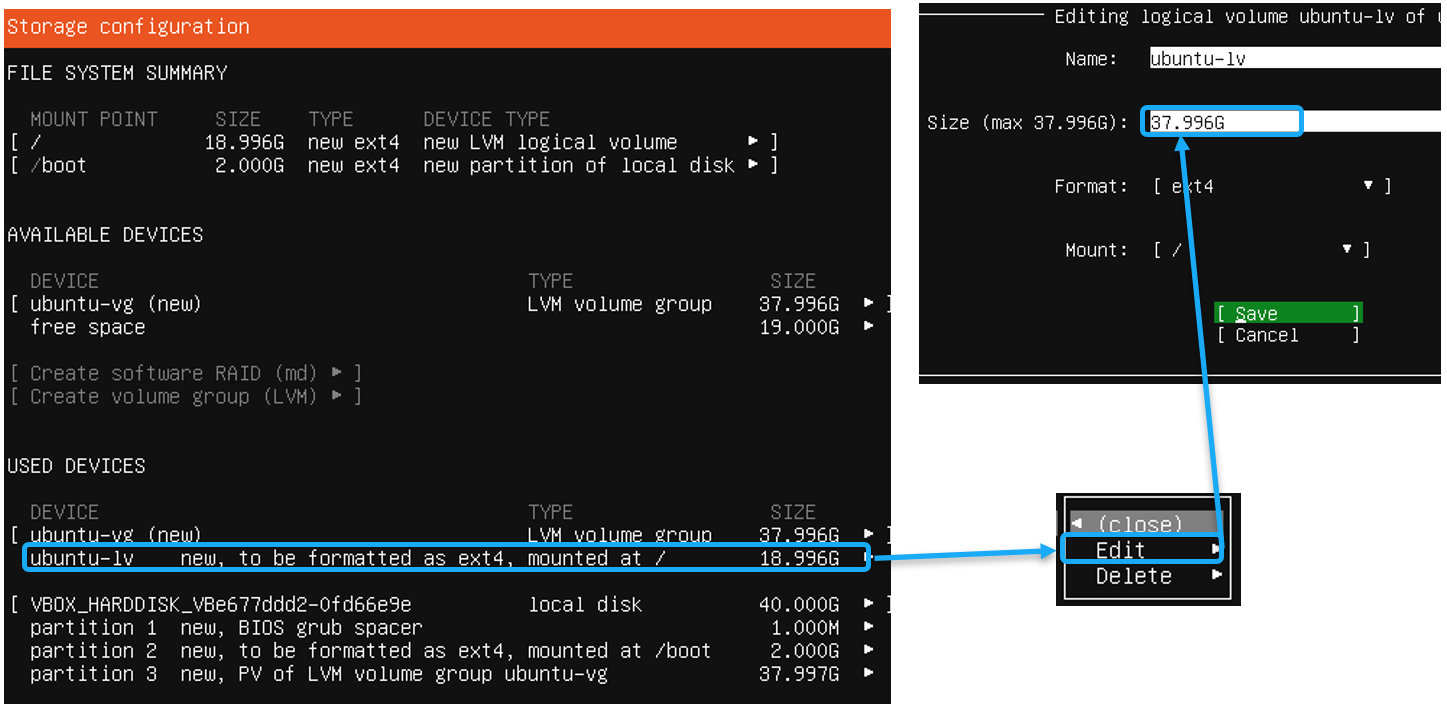 Storage configuration
FILE SYSTEM SUMMARY
MOUNT POINT SIZE TYPE DEVICE TYPE
[ / 18.996G new ext4 new LVM logical volume ▸ ]
[ /boot 2.000G new ext4 new partition of local disk ▸ ]
AVAILABLE DEVICES
DEVICE TYPE SIZE
[ ubuntu-vg (new) LVM volume group 37.996G ▸ ]
free space 19.000G ▸
[ Create software RAID (md) ▸ ]
[ Create volume group (LVM) ▸ ]
USED DEVICES
DEVICE TYPE SIZE
[ ubuntu-vg (new) LVM volume group 37.996G ▸ ]
ubuntu-lv new, to be formatted as ext4, mounted at / 18.996G ▸
[ VBOX_HARDDISK_VBe677ddd2-0fd66e9e local disk 40.000G ▸ ]
partition 1 new, BIOS grub spacer 1.000M ▸
partition 2 new, to be formatted as ext4, mounted at /boot 2.000G ▸
partition 3 new, PV of LVM volume group ubuntu-vg 37.997G ▸
Editing logical volume ubuntu-lv of
Name: ubuntu-lv
Size (max 37.996G): 37.996G
Format: [ ext4 ▾ ]
Mount: [ / ▾ ]
[ Save ]
[ Cancel ]
◂ (close)
Edit ▸
Delete ▸